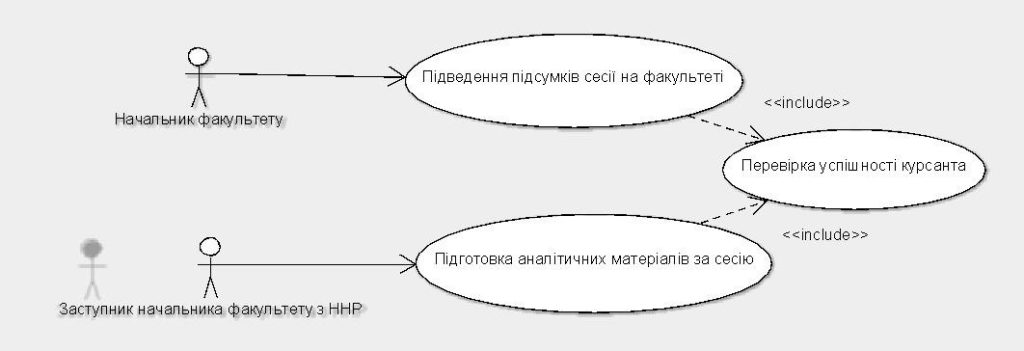 Підведення підсумків сесії на факультеті
<<include>>
Начальник факультету
Перевірка успішності курсанта
<<include>>
Підготовка аналітичних матеріалів за сесію
Заступник начальника факультету з ННР